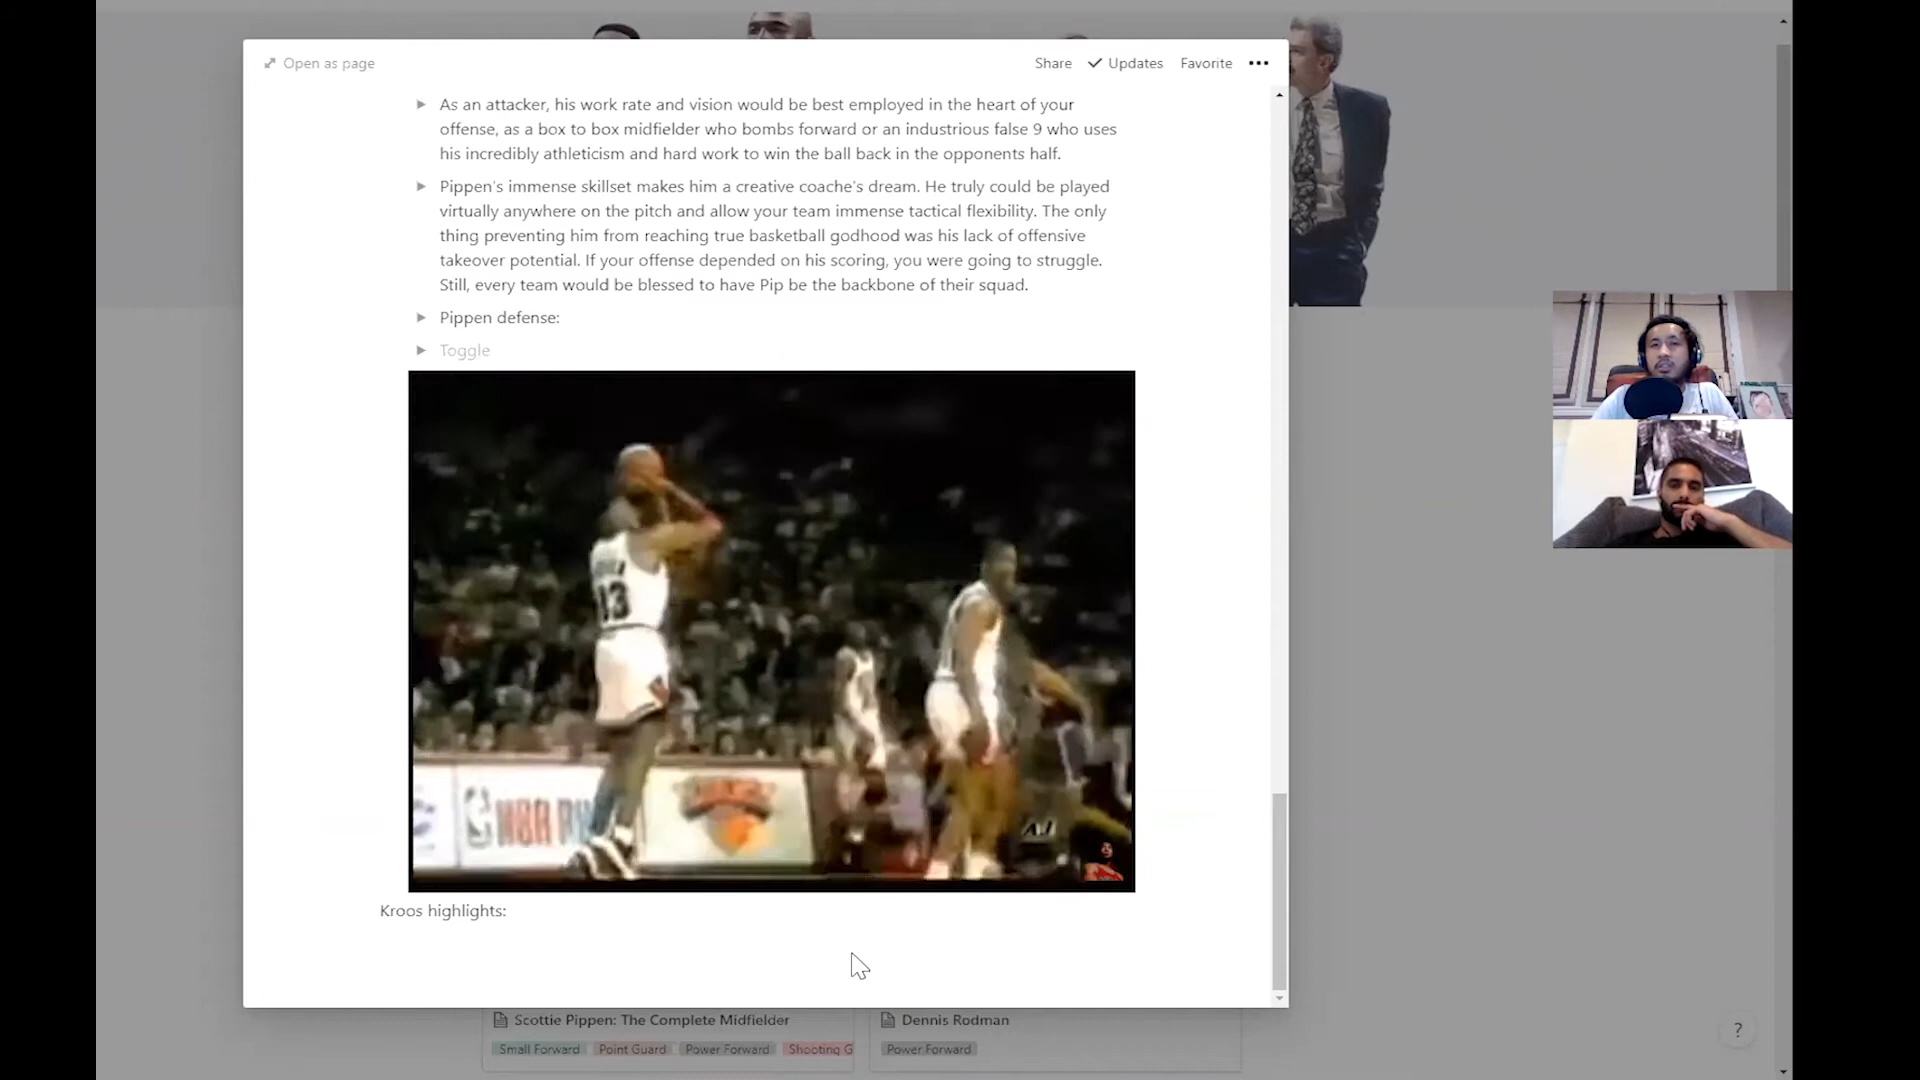 Open as page
Share
Updates
Favorite
As an attacker, his work rate and vision would be best employed in the heart of your
offense, as a box to box midfielder who bombs forward or an industrious false 9 who uses
his incredibly athleticism and hard work to win the ball back in the opponents half.
Pippen's immense skillset makes him a creative coache's dream. He truly could be played
virtually anywhere on the pitch and allow your team immense tactical flexibility. The only
thing preventing him from reaching true basketball godhood was his lack of offensive
takeover potential. If your offense depended on his scoring, you were going to struggle.
Still, every team would be blessed to have Pip be the backbone of their squad.
Pippen defense:
Toggle
13
NBA
AJ
Kroos highlights:
Scottie Pippen: The Complete Midfielder
Dennis Rodman
Small Forward
Point Guard
Power Forward
Shooting G
Power Forward
?